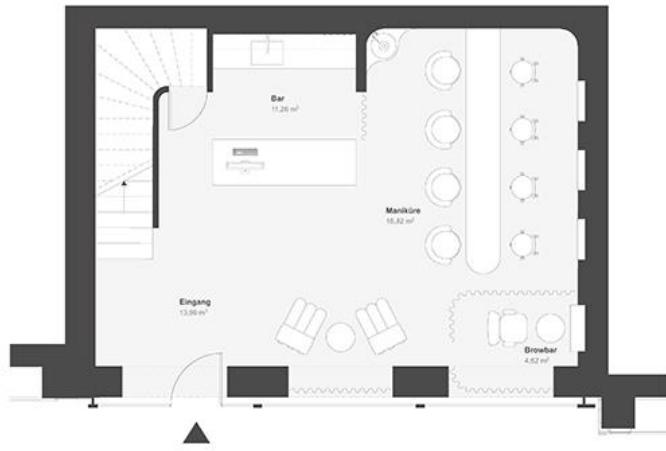 Bar
11,26 m²
Maniküre
16,82 m²
Eingang
13,99 m²
Browbar
4,62 m²